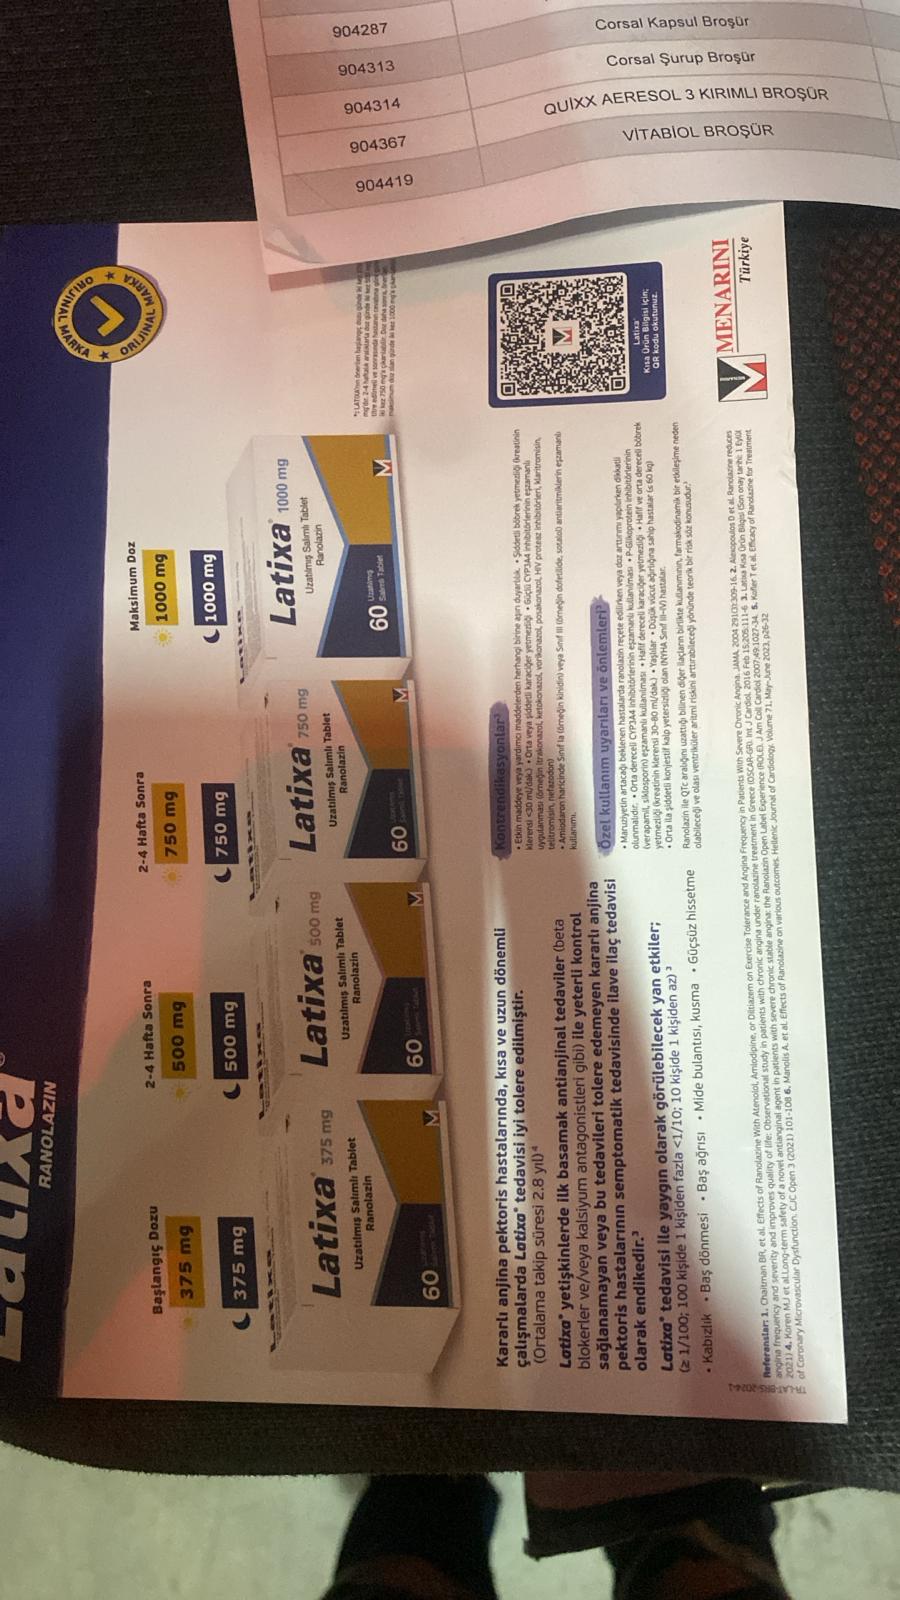 904287 Corsal Kapsul Broşür
904313 Corsal Şurup Broşür
904314 QUİXX AERESOL 3 KIRIMLI BROŞÜR
904367 VİTABİOL BROŞÜR
904419
Latixa®
RANOLAZIN
ORİJİNAL MARKA ★ ORİJİNAL MARKA ★
Başlangıç Dozu
375 mg
375 mg
2-4 Hafta Sonra
500 mg
500 mg
2-4 Hafta Sonra
750 mg
750 mg
Maksimum Doz
1000 mg
1000 mg
Latixa® 375 mg
Uzatılmış Salımlı Tablet
Ranolazin
60
Latixa® 500 mg
Uzatılmış Salımlı Tablet
Ranolazin
60
Latixa® 750 mg
Uzatılmış Salımlı Tablet
Ranolazin
60
Latixa® 1000 mg
Uzatılmış Salımlı Tablet
Ranolazin
60 Uzatılmış
Salımlı Tablet
Kararlı anjina pektoris hastalarında, kısa ve uzun dönemli
çalışmalarda Latixa® tedavisi iyi tolere edilmiştir.
(Ortalama takip süresi 2.8 yıl)⁴
Latixa® yetişkinlerde ilk basamak antianjinal tedaviler (beta
blokerler ve/veya kalsiyum antagonistleri gibi) ile yeterli kontrol
sağlanamayan veya bu tedavileri tolere edemeyen kararlı anjina
pektoris hastalarının semptomatik tedavisinde ilave ilaç tedavisi
olarak endikedir.³
Latixa® tedavisi ile yaygın olarak görülebilecek yan etkiler;
(≥ 1/100; 100 kişide 1 kişiden fazla <1/10; 10 kişide 1 kişiden az) ³
• Kabızlık • Baş dönmesi • Baş ağrısı • Mide bulantısı, kusma • Güçsüz hissetme
Kontrendikasyonlar³
• Etkin maddeye veya yardımcı maddelerden herhangi birine aşırı duyarlılık. • Şiddetli böbrek yetmezliği (kreatinin
klerensi <30 ml/dak.) • Orta veya şiddetli karaciğer yetmezliği • Güçlü CYP3A4 inhibitörlerinin eşzamanlı
uygulanması (örneğin itrakonazol, ketokonazol, vorikonazol, posakonazol, HIV proteaz inhibitörleri, klaritromisin,
telitromisin, nefazodon)
• Amiodaron haricinde Sınıf Ia (örneğin kinidin) veya Sınıf III (örneğin dofetilide, sotalol) antiaritmiklerin eşzamanlı
kullanımı.
Özel kullanım uyarıları ve önlemleri³
• Maruziyetin artacağı beklenen hastalarda ranolazin reçete edilirken veya doz arttırımı yapılırken dikkatli
olunmalıdır. • Orta dereceli CYP3A4 inhibitörlerinin eşzamanlı kullanılması • P-Glikoprotein inhibitörlerinin
(verapamil, siklosporin) eşzamanlı kullanılması • Hafif dereceli karaciğer yetmezliği • Hafif ve orta dereceli böbrek
yetmezliği (kreatinin klerensi 30-80 ml/dak.) • Yaşlılar • Düşük vücut ağırlığına sahip hastalar (≤ 60 kg)
• Orta ila şiddetli konjestif kalp yetersizliği olan (NYHA Sınıf III-IV) hastalar.
Ranolazin ile QTc aralığını uzattığı bilinen diğer ilaçların birlikte kullanımının, farmakodinamik bir etkileşime neden
olabileceği ve olası ventriküler aritmi riskini arttırabileceği yönünde teorik bir risk söz konusudur.³
Latixa®
Kısa Ürün Bilgisi İçin;
QR kodu okutunuz.
MENARINI
Türkiye
Referanslar: 1. Chaitman BR, et al. Effects of Ranolazine With Atenolol, Amlodipine, or Diltiazem on Exercise Tolerance and Angina Frequency in Patients With Severe Chronic Angina. JAMA. 2004 291(3):309-16. 2. Alexopoulos D et al. Ranolazine reduces
angina frequency and severity and improves quality of life: Observational study in patients with chronic angina under ranolazine treatment in Greece (OSCAR-GR). Int J Cardiol. 2016 Feb 15;205:111-6 3. Latixa Kısa Ürün Bilgisi (Son onay tarihi: 1 Eylül
2021) 4. Koren MJ et al. Long-term safety of a novel antianginal agent in patients with severe chronic stable angina: the Ranolazine Open Label Experience (ROLE). J Am Coll Cardiol 2007;49:1027-34. 5. Kofler T et al. Efficacy of Ranolazine for Treatment
of Coronary Microvascular Dysfunction. CJC Open 3 (2021) 101-108 6. Manolis A. et al. Effects of Ranolazine on various outcomes. Hellenic Journal of Cardiology. Volume 71, May-June 2023, p26-32